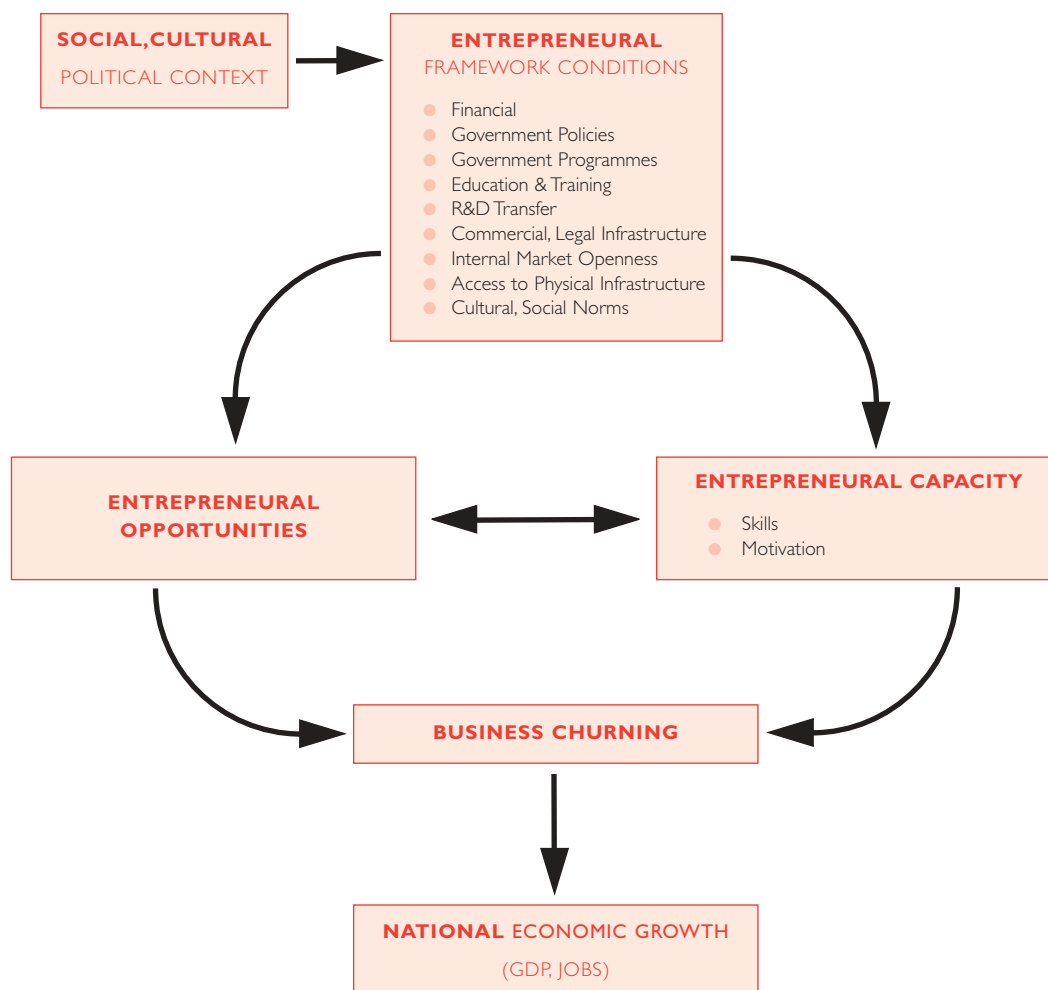 SOCIAL,CULTURAL
POLITICAL CONTEXT
ENTREPRENEURAL
FRAMEWORK CONDITIONS
Financial
Government Policies
Government Programmes
Education & Training
R&D Transfer
Commercial, Legal Infrastructure
Internal Market Openness
Access to Physical Infrastructure
Cultural, Social Norms
ENTREPRENEURAL
OPPORTUNITIES
ENTREPRENEURAL CAPACITY
Skills
Motivation
BUSINESS CHURNING
NATIONAL ECONOMIC GROWTH
(GDP, JOBS)